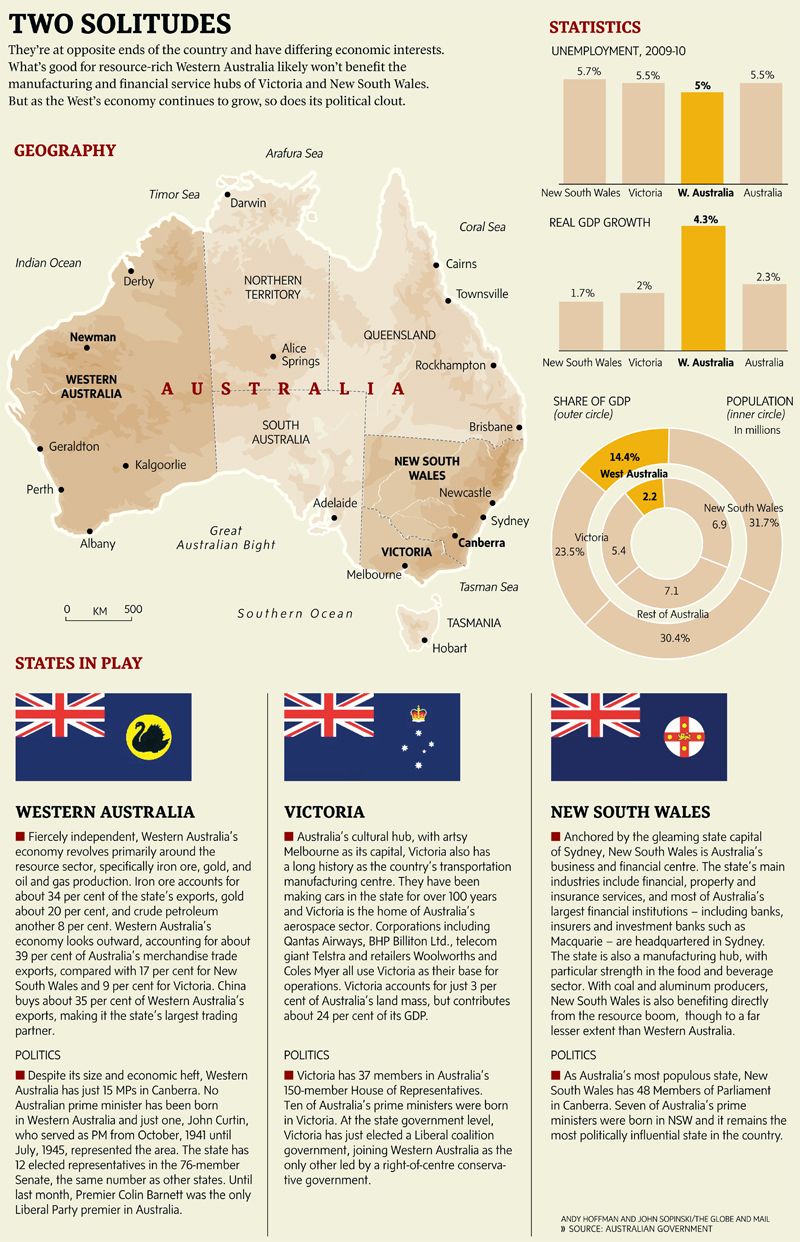 TWO SOLITUDES
They're at opposite ends of the country and have differing economic interests.
What's good for resource-rich Western Australia likely won't benefit the
manufacturing and financial service hubs of Victoria and New South Wales.
But as the West's economy continues to grow, so does its political clout.
GEOGRAPHY
Arafura Sea
Timor Sea
Darwin
Coral Sea
Indian Ocean
Derby
Cairns
NORTHERN
TERRITORY
Townsville
Newman
QUEENSLAND
Alice
Springs
Rockhampton
WESTERN
AUSTRALIA
AUSTRALIA
SOUTH
AUSTRALIA
Brisbane
Geraldton
Kalgoorlie
NEW SOUTH
WALES
Perth
Newcastle
Adelaide
Sydney
Great
Australian Bight
Albany
Canberra
VICTORIA
Melbourne
Tasman Sea
0 KM 500
Southern Ocean
TASMANIA
Hobart
STATISTICS
UNEMPLOYMENT, 2009-10
5.7%
5.5%
5%
5.5%
New South Wales Victoria W. Australia Australia
REAL GDP GROWTH
4.3%
1.7%
2%
2.3%
New South Wales Victoria W. Australia Australia
SHARE OF GDP
(outer circle)
POPULATION
(inner circle)
In millions
14.4%
West Australia
2.2
New South Wales
6.9
31.7%
Victoria
23.5%
5.4
7.1
Rest of Australia
30.4%
STATES IN PLAY
WESTERN AUSTRALIA
■ Fiercely independent, Western Australia's
economy revolves primarily around the
resource sector, specifically iron ore, gold, and
oil and gas production. Iron ore accounts for
about 34 per cent of the state's exports, gold
about 20 per cent, and crude petroleum
another 8 per cent. Western Australia's
economy looks outward, accounting for about
39 per cent of Australia's merchandise trade
exports, compared with 17 per cent for New
South Wales and 9 per cent for Victoria. China
buys about 35 per cent of Western Australia's
exports, making it the state's largest trading
partner.
POLITICS
■ Despite its size and economic heft, Western
Australia has just 15 MPs in Canberra. No
Australian prime minister has been born
in Western Australia and just one, John Curtin,
who served as PM from October, 1941 until
July, 1945, represented the area. The state has
12 elected representatives in the 76-member
Senate, the same number as other states. Until
last month, Premier Colin Barnett was the only
Liberal Party premier in Australia.
VICTORIA
■ Australia's cultural hub, with artsy
Melbourne as its capital, Victoria also has
a long history as the country's transportation
manufacturing centre. They have been
making cars in the state for over 100 years
and Victoria is the home of Australia's
aerospace sector. Corporations including
Qantas Airways, BHP Billiton Ltd., telecom
giant Telstra and retailers Woolworths and
Coles Myer all use Victoria as their base for
operations. Victoria accounts for just 3 per
cent of Australia's land mass, but contributes
about 24 per cent of its GDP.
POLITICS
■ Victoria has 37 members in Australia's
150-member House of Representatives.
Ten of Australia's prime ministers were born
in Victoria. At the state government level,
Victoria has just elected a Liberal coalition
government, joining Western Australia as the
only other led by a right-of-centre conserva-
tive government.
NEW SOUTH WALES
■ Anchored by the gleaming state capital
of Sydney, New South Wales is Australia's
business and financial centre. The state's main
industries include financial, property and
insurance services, and most of Australia's
largest financial institutions – including banks,
insurers and investment banks such as
Macquarie – are headquartered in Sydney.
The state is also a manufacturing hub, with
particular strength in the food and beverage
sector. With coal and aluminum producers,
New South Wales is also benefiting directly
from the resource boom, though to a far
lesser extent than Western Australia.
POLITICS
■ As Australia's most populous state, New
South Wales has 48 Members of Parliament
in Canberra. Seven of Australia's prime
ministers were born in NSW and it remains the
most politically influential state in the country.
ANDY HOFFMAN AND JOHN SOPINSKI/THE GLOBE AND MAIL
» SOURCE: AUSTRALIAN GOVERNMENT